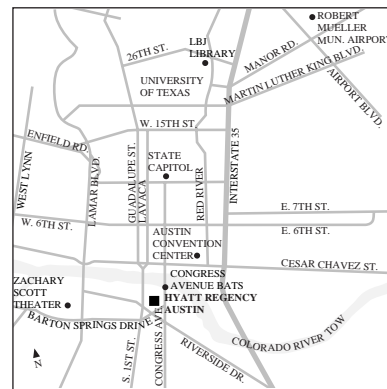 ROBERT
MUELLER
MUN. AIRPORT
LBJ
LIBRARY
26TH ST.
MANOR RD.
UNIVERSITY
OF TEXAS
MARTIN LUTHER KING BLVD.
AIRPORT BLVD.
W. 15TH ST.
ENFIELD RD.
WEST LYNN
LAMAR BLVD.
GUADALUPE ST.
LAVACA
STATE
CAPITOL
RED RIVER
INTERSTATE 35
E. 7TH ST.
W. 6TH ST.
E. 6TH ST.
AUSTIN
CONVENTION
CENTER
CESAR CHAVEZ ST.
CONGRESS
AVENUE BATS
ZACHARY
SCOTT
THEATER
HYATT REGENCY
AUSTIN
BARTON SPRINGS DRIVE
S. 1ST ST.
CONGRESS AVE.
RIVERSIDE DR.
COLORADO RIVER TOW
N